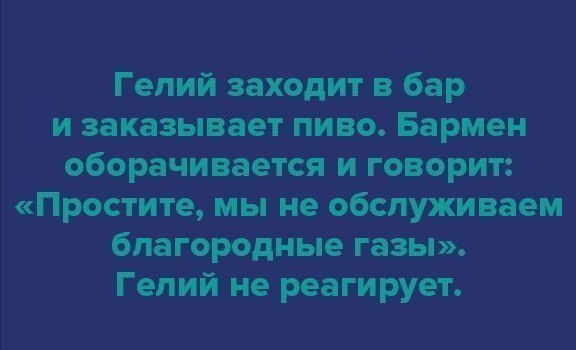 Гелий заходит в бар
и заказывает пиво. Бармен
оборачивается и говорит:
«Простите, мы не обслуживаем
благородные газы».
Гелий не реагирует.